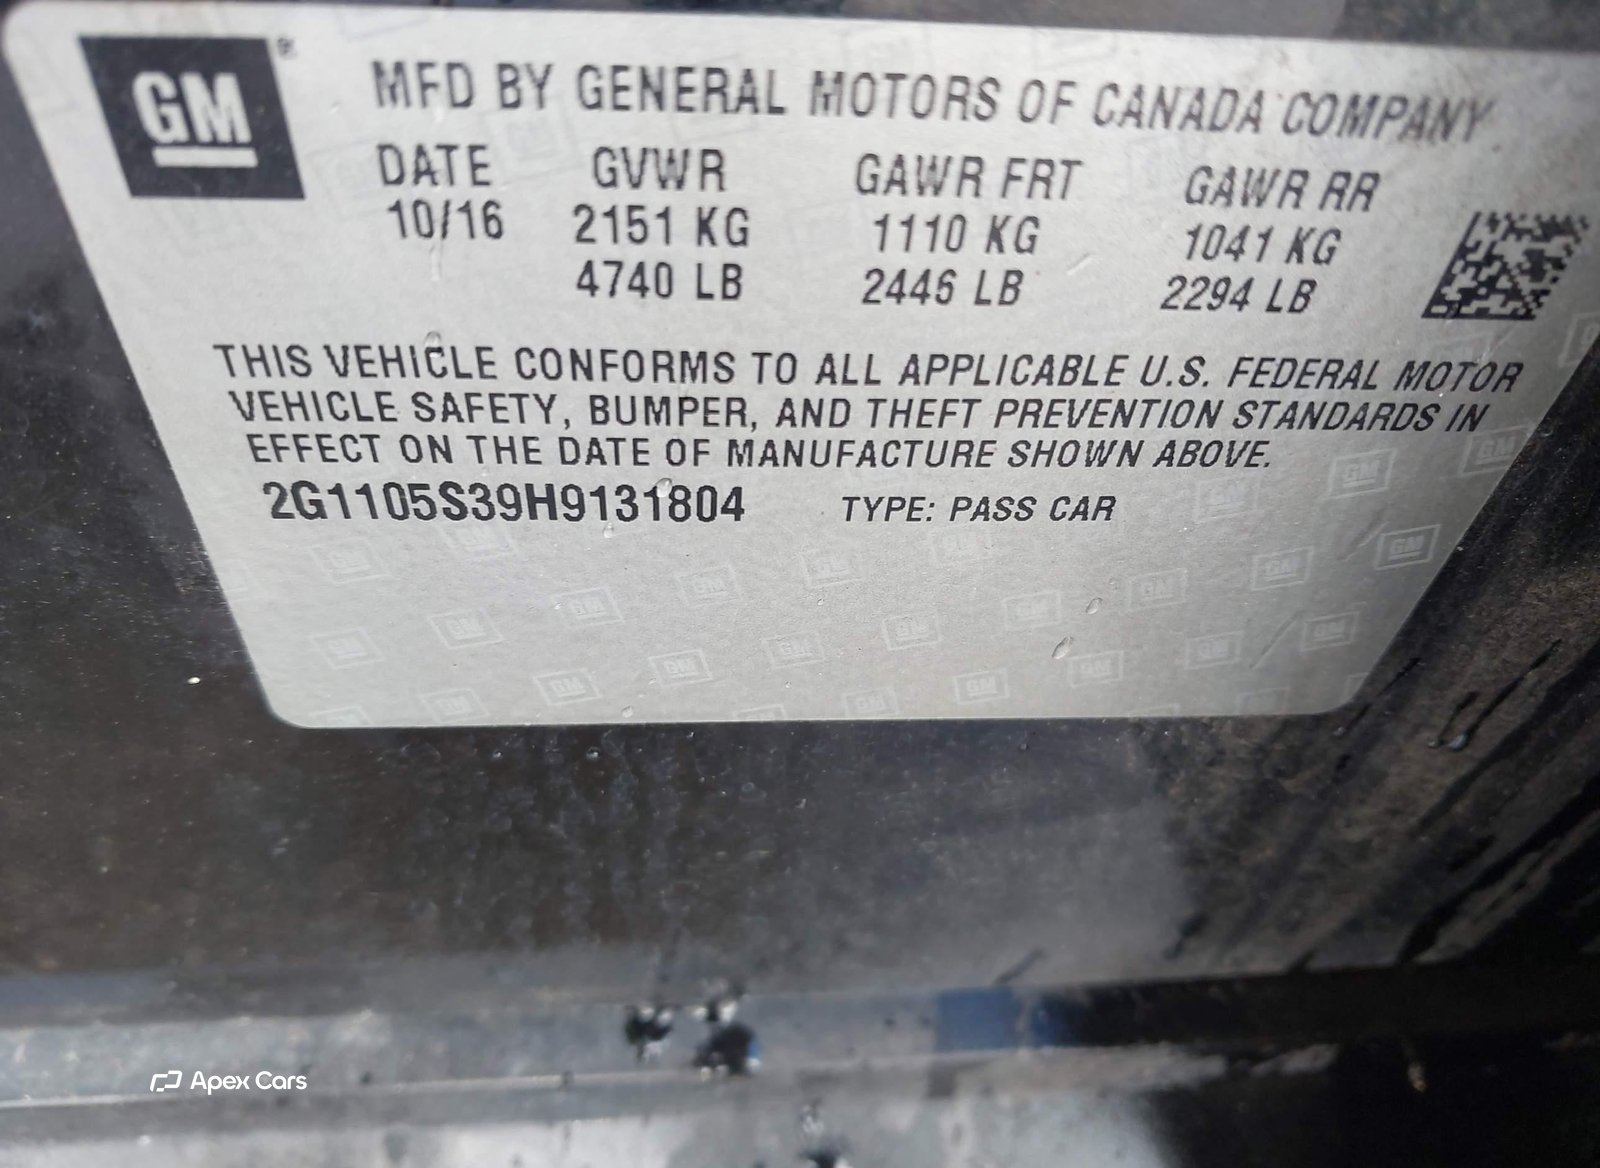 GM ®
MFD BY GENERAL MOTORS OF CANADA COMPANY
DATE GVWR GAWR FRT GAWR RR
10/16 2151 KG 1110 KG 1041 KG
4740 LB 2446 LB 2294 LB
THIS VEHICLE CONFORMS TO ALL APPLICABLE U.S. FEDERAL MOTOR
VEHICLE SAFETY, BUMPER, AND THEFT PREVENTION STANDARDS IN
EFFECT ON THE DATE OF MANUFACTURE SHOWN ABOVE.
2G1105S39H9131804 TYPE: PASS CAR
Apex Cars